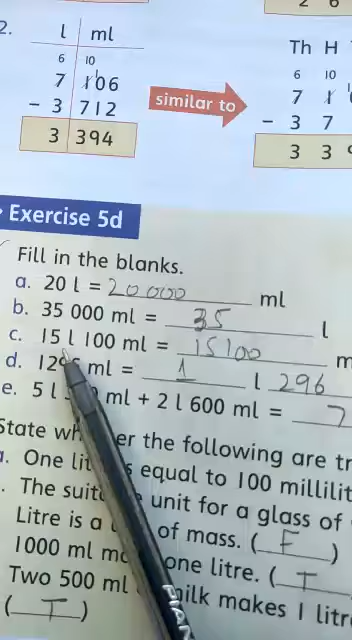 2. l ml
6 10
7 1 106
− 3 712
3 394
similar to
Th H
6 10
7 1
− 3 7
3 3
Exercise 5d
Fill in the blanks.
a. 20 l = 20 000 ml
b. 35 000 ml = 35 l
c. 15 l 100 ml = 15100 m
d. ml = 1 l 296
e. 5 l ml + 2 l 600 ml = 7
State er the following are tr
One lit s equal to 100 millilit
The suit unit for a glass of
Litre is a of mass. ( F )
1000 ml one litre. ( T
Two 500 ml milk makes 1 litr
( T )